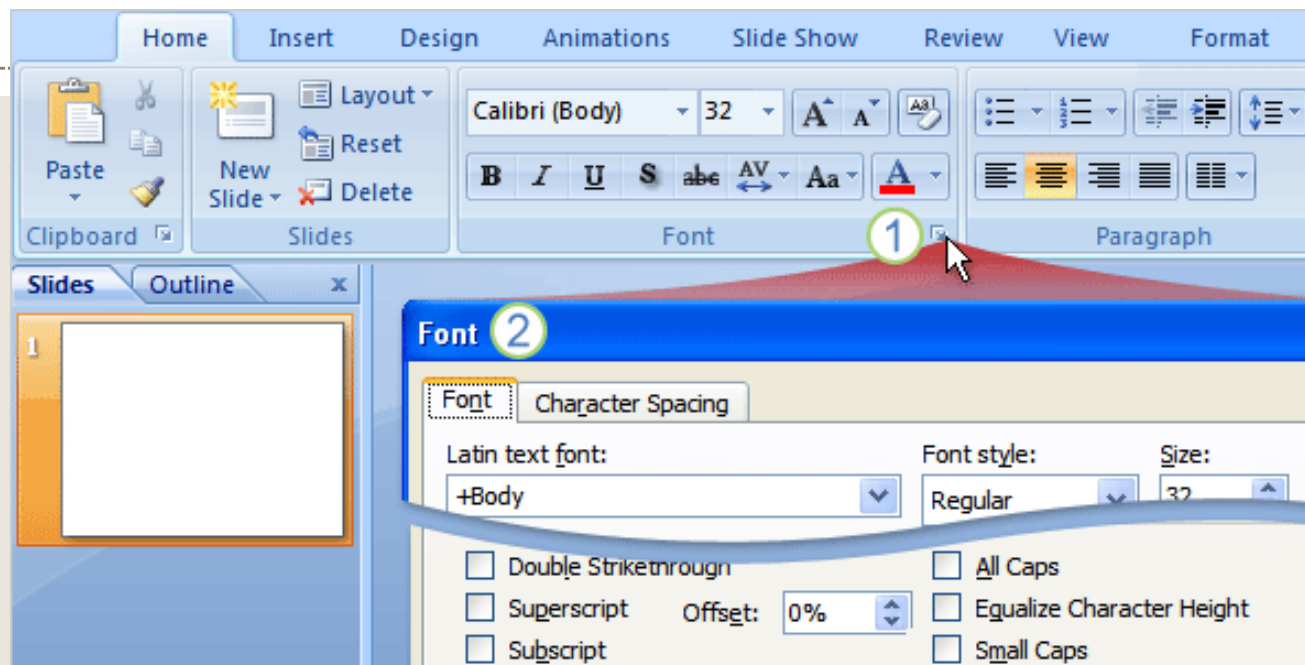 Home Insert Design Animations Slide Show Review View Format
Layout
Calibri (Body) 32 A A Aa
Reset
Paste New Slide
B I U S abc AV Aa A
Delete
Clipboard Slides Font 1 Paragraph
Slides Outline x
1
Font 2
Font Character Spacing
Latin text font: Font style: Size:
+Body Regular 32
Double Strikethrough All Caps
Superscript Offset: 0% Equalize Character Height
Subscript Small Caps